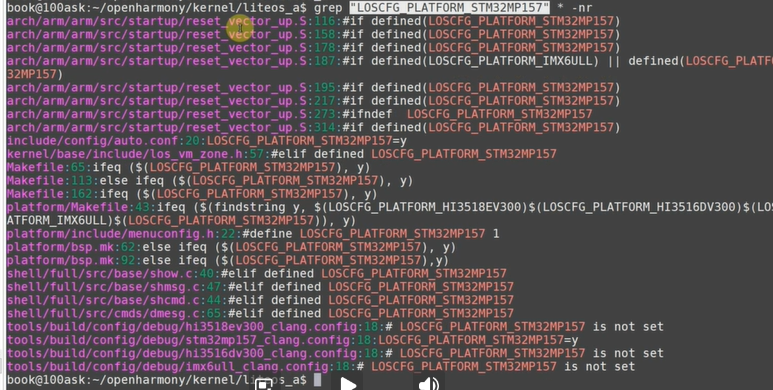 book@100ask:~/openharmony/kernel/liteos_a$ grep "LOSCFG_PLATFORM_STM32MP157" * -nr
arch/arm/arm/src/startup/reset_vector_up.S:116:#if defined(LOSCFG_PLATFORM_STM32MP157)
arch/arm/arm/src/startup/reset_vector_up.S:158:#if defined(LOSCFG_PLATFORM_STM32MP157)
arch/arm/arm/src/startup/reset_vector_up.S:178:#if defined(LOSCFG_PLATFORM_STM32MP157)
arch/arm/arm/src/startup/reset_vector_up.S:187:#if defined(LOSCFG_PLATFORM_IMX6ULL) || defined(LOSCFG_PLATF
32MP157)
arch/arm/arm/src/startup/reset_vector_up.S:195:#if defined(LOSCFG_PLATFORM_STM32MP157)
arch/arm/arm/src/startup/reset_vector_up.S:217:#if defined(LOSCFG_PLATFORM_STM32MP157)
arch/arm/arm/src/startup/reset_vector_up.S:273:#ifndef  LOSCFG_PLATFORM_STM32MP157
arch/arm/arm/src/startup/reset_vector_up.S:314:#if defined(LOSCFG_PLATFORM_STM32MP157)
include/config/auto.conf:20:LOSCFG_PLATFORM_STM32MP157=y
kernel/base/include/los_vm_zone.h:57:#elif defined LOSCFG_PLATFORM_STM32MP157
Makefile:65:ifeq ($(LOSCFG_PLATFORM_STM32MP157), y)
Makefile:113:else ifeq ($(LOSCFG_PLATFORM_STM32MP157), y)
Makefile:162:ifeq ($(LOSCFG_PLATFORM_STM32MP157), y)
platform/Makefile:43:ifeq ($(findstring y, $(LOSCFG_PLATFORM_HI3518EV300)$(LOSCFG_PLATFORM_HI3516DV300)$(LOS
ATFORM_IMX6ULL)$(LOSCFG_PLATFORM_STM32MP157)), y)
platform/include/menuconfig.h:22:#define LOSCFG_PLATFORM_STM32MP157 1
platform/bsp.mk:62:else ifeq ($(LOSCFG_PLATFORM_STM32MP157), y)
platform/bsp.mk:92:else ifeq ($(LOSCFG_PLATFORM_STM32MP157),y)
shell/full/src/base/show.c:40:#elif defined LOSCFG_PLATFORM_STM32MP157
shell/full/src/base/shmsg.c:47:#elif defined LOSCFG_PLATFORM_STM32MP157
shell/full/src/base/shcmd.c:44:#elif defined LOSCFG_PLATFORM_STM32MP157
shell/full/src/cmds/dmesg.c:65:#elif defined LOSCFG_PLATFORM_STM32MP157
tools/build/config/debug/hi3518ev300_clang.config:18:# LOSCFG_PLATFORM_STM32MP157 is not set
tools/build/config/debug/stm32mp157_clang.config:18:LOSCFG_PLATFORM_STM32MP157=y
tools/build/config/debug/hi3516dv300_clang.config:18:# LOSCFG_PLATFORM_STM32MP157 is not set
tools/build/config/debug/imx6ull_clang.config:18:# LOSCFG_PLATFORM_STM32MP157 is not set
book@100ask:~/openharmony/kernel/liteos_a$